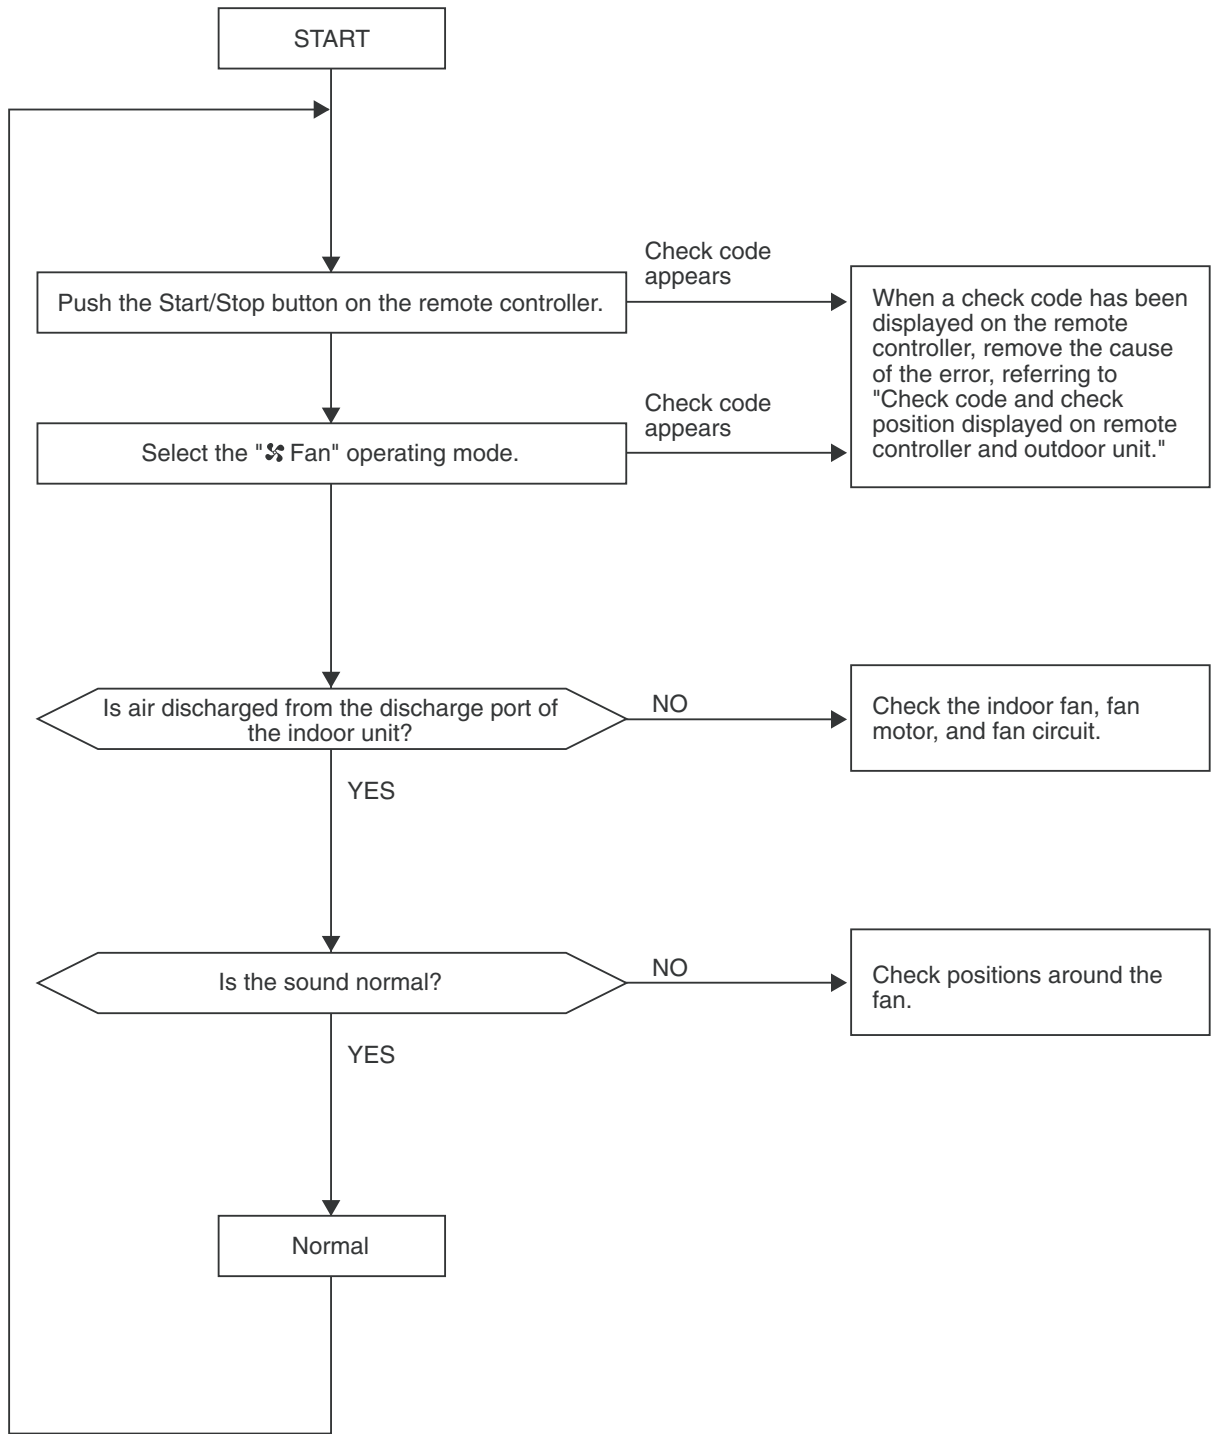 START
Check code
appears
Push the Start/Stop button on the remote controller.
When a check code has been
displayed on the remote
controller, remove the cause
of the error, referring to
"Check code and check
position displayed on remote
controller and outdoor unit."
Check code
appears
Select the " Fan" operating mode.
Is air discharged from the discharge port of
the indoor unit?
NO
Check the indoor fan, fan
motor, and fan circuit.
YES
Is the sound normal?
NO
Check positions around the
fan.
YES
Normal